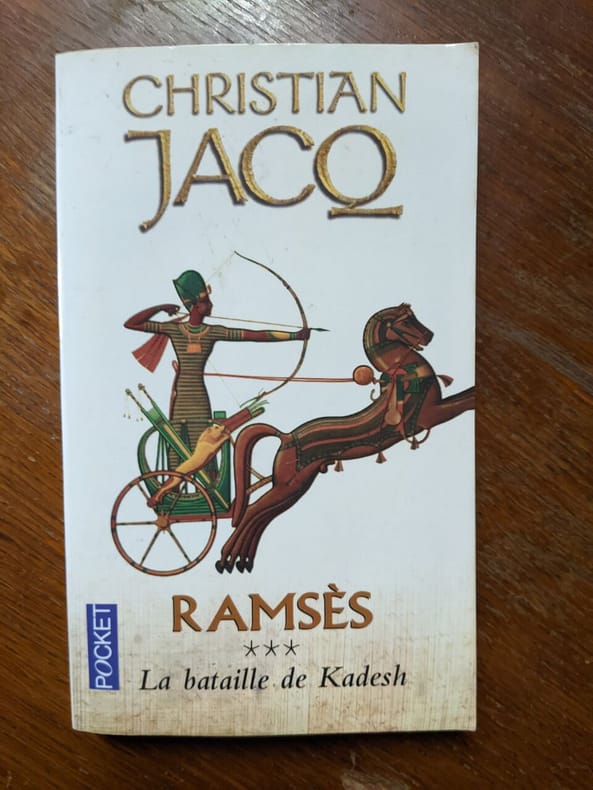 CHRISTIAN
JACQ
RAMSÈS
***
La bataille de Kadesh
POCKET